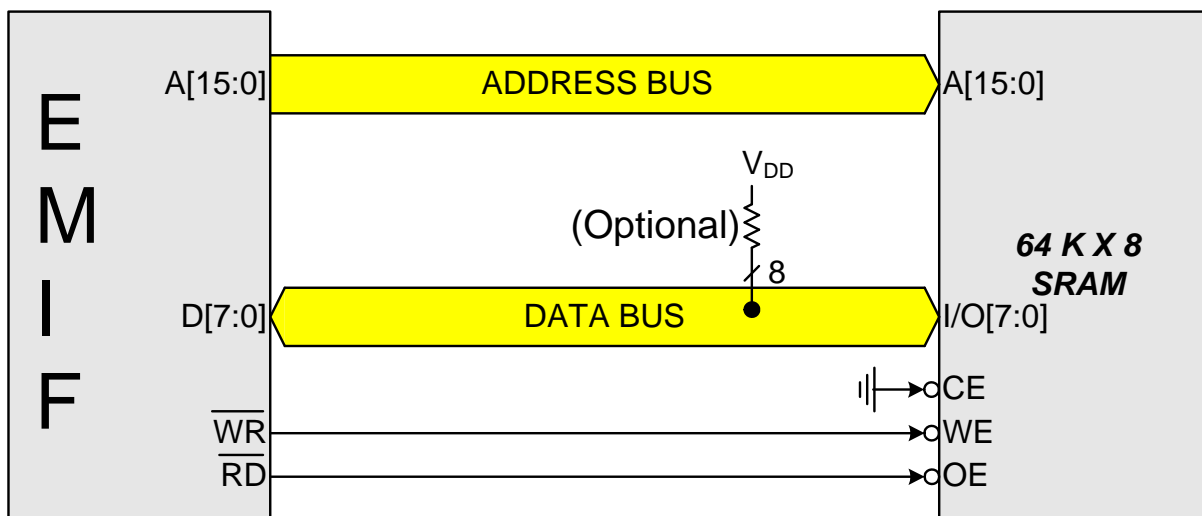 E
M
I
F
A[15:0]
ADDRESS BUS
A[15:0]
VDD
(Optional)
8
64 K X 8
SRAM
D[7:0]
DATA BUS
I/O[7:0]
CE
WR
WE
RD
OE